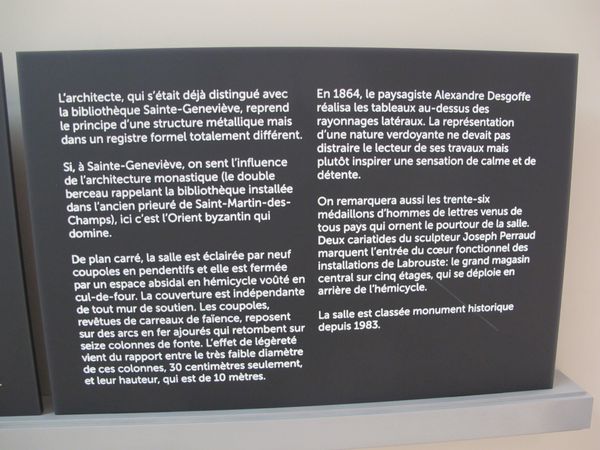 L'architecte, qui s'était déjà distingué avec
la bibliothèque Sainte-Geneviève, reprend
le principe d'une structure métallique mais
dans un registre formel totalement différent.
Si, à Sainte-Geneviève, on sent l'influence
de l'architecture monastique (le double
berceau rappelant la bibliothèque installée
dans l'ancien prieuré de Saint-Martin-des-
Champs), ici c'est l'Orient byzantin qui
domine.
De plan carré, la salle est éclairée par neuf
coupoles en pendentifs et elle est fermée
par un espace absidal en hémicycle voûté en
cul-de-four. La couverture est indépendante
de tout mur de soutien. Les coupoles,
revêtues de carreaux de faïence, reposent
sur des arcs en fer ajourés qui retombent sur
seize colonnes de fonte. L'effet de légèreté
vient du rapport entre le très faible diamètre
de ces colonnes, 30 centimètres seulement,
et leur hauteur, qui est de 10 mètres.
En 1864, le paysagiste Alexandre Desgoffe
réalisa les tableaux au-dessus des
rayonnages latéraux. La représentation
d'une nature verdoyante ne devait pas
distraire le lecteur de ses travaux mais
plutôt inspirer une sensation de calme et de
détente.
On remarquera aussi les trente-six
médaillons d'hommes de lettres venus de
tous pays qui ornent le pourtour de la salle.
Deux cariatides du sculpteur Joseph Perraud
marquent l'entrée du cœur fonctionnel des
installations de Labrouste: le grand magasin
central sur cinq étages, qui se déploie en
arrière de l'hémicycle.
La salle est classée monument historique
depuis 1983.